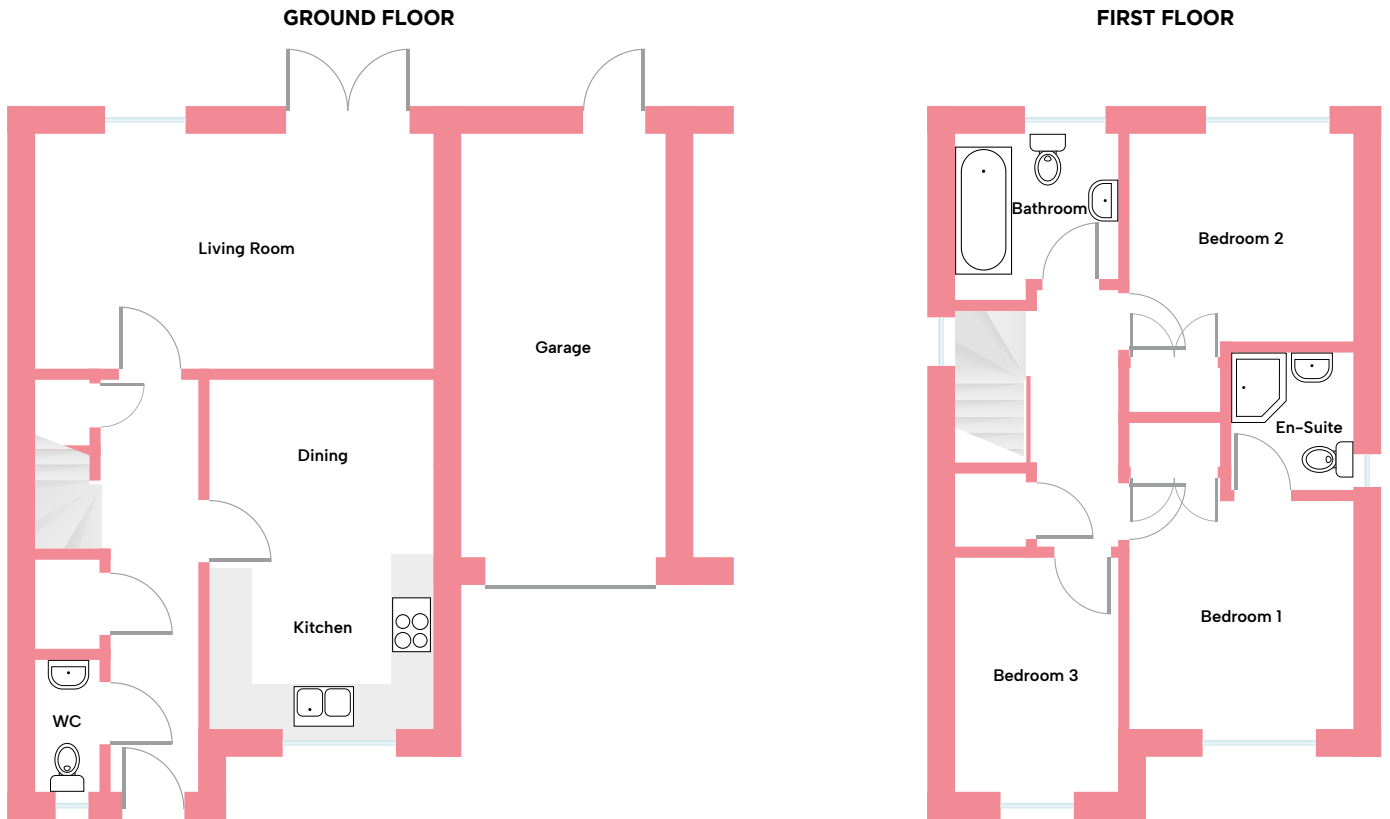 GROUND FLOOR
Living Room
Garage
Dining
Kitchen
WC
FIRST FLOOR
Bathroom
Bedroom 2
En-Suite
Bedroom 1
Bedroom 3